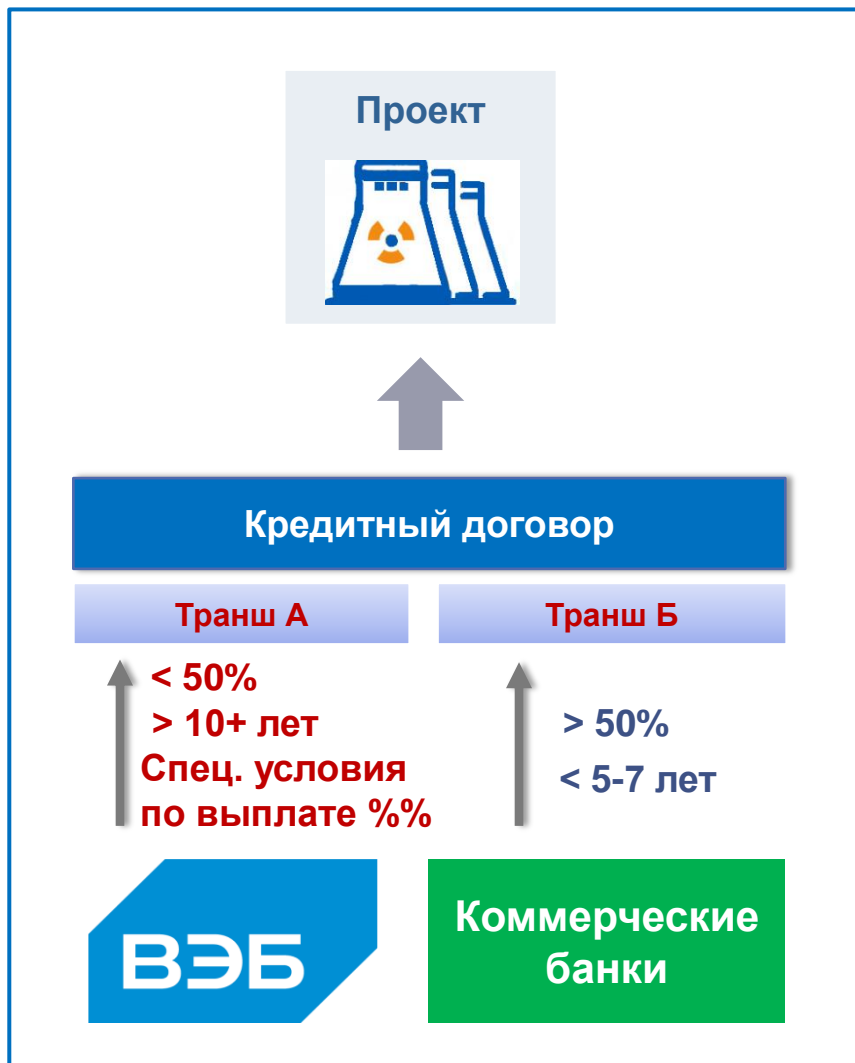 Проект
Кредитный договор
Транш А
Транш Б
< 50%
> 10+ лет
Спец. условия
по выплате %%
> 50%
< 5-7 лет
ВЭБ
Коммерческие
банки